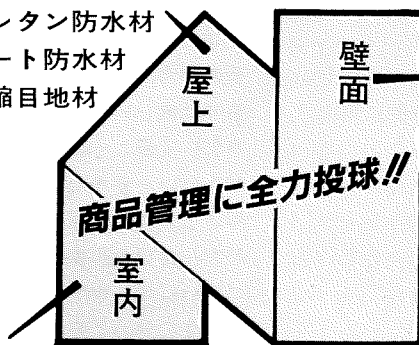 ンタン防水材
ート防水材
縮目地材
屋上
壁面
商品管理に全力投球!!
室内